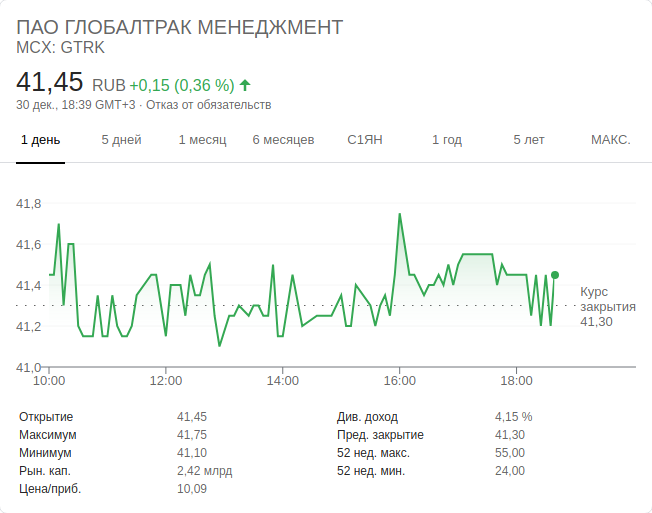 ПАО ГЛОБАЛТРАК МЕНЕДЖМЕНТ
MCX: GTRK
41,45 RUB +0,15 (0,36 %)
30 дек., 18:39 GMT+3 · Отказ от обязательств
1 день 5 дней 1 месяц 6 месяцев С1ЯН 1 год 5 лет МАКС.
41,8
41,6
41,4
41,2
41,0
Курс
закрытия
41,30
10:00 12:00 14:00 16:00 18:00
Открытие 41,45 Див. доход 4,15 %
Максимум 41,75 Пред. закрытие 41,30
Минимум 41,10 52 нед. макс. 55,00
Рын. кап. 2,42 млрд 52 нед. мин. 24,00
Цена/приб. 10,09